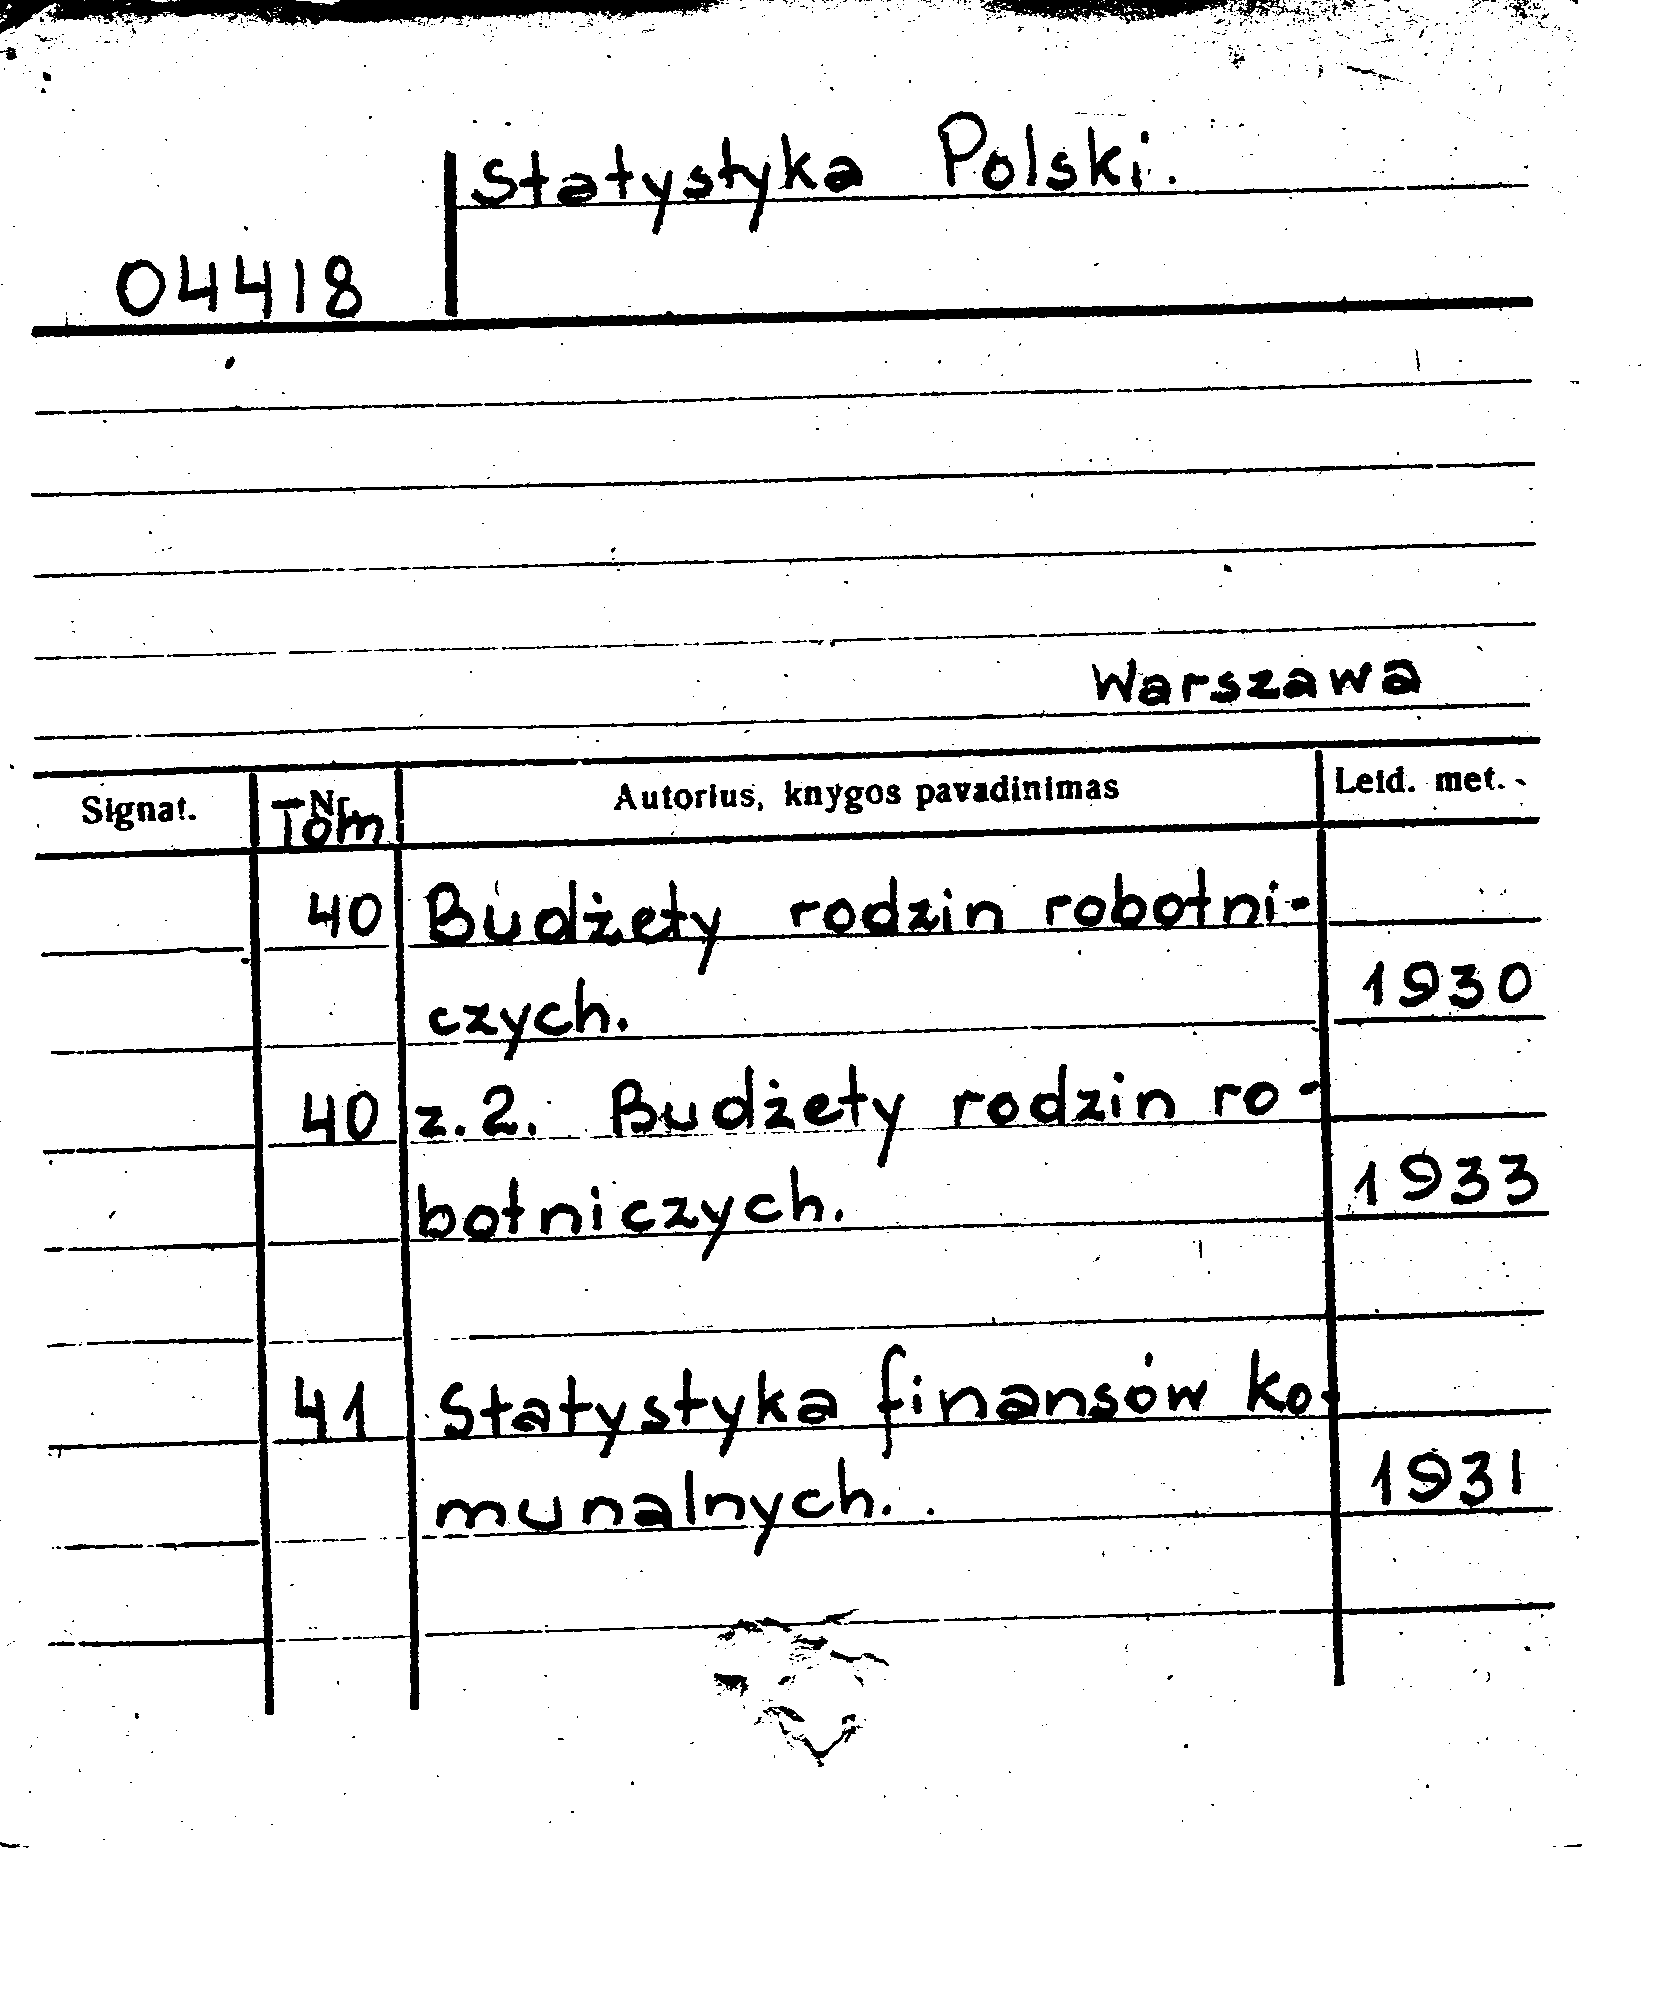 Statystyka Polski.
04418
Warszawa
Signat. Nr. Tom Autorius, knygos pavadinimas Leid. met.
40 Budżety rodzin robotni-
czych. 1930
40 z.2. Budżety rodzin ro-
botniczych. 1933
41 Statystyka finansów ko-
munalnych. 1931